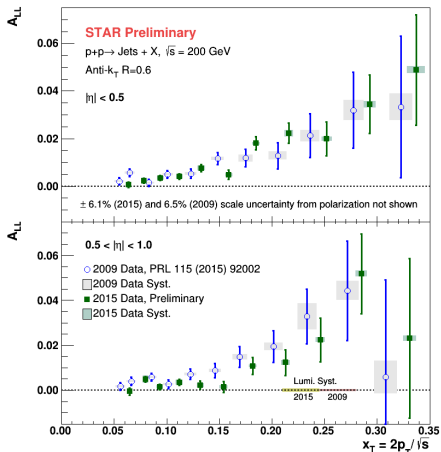 A_LL
0.06
0.04
0.02
0.00
STAR Preliminary
p+p→ Jets + X, √s = 200 GeV
Anti-k_T R=0.6
|η| < 0.5
± 6.1% (2015) and 6.5% (2009) scale uncertainty from polarization not shown
A_LL
0.06
0.04
0.02
0.00
0.5 < |η| < 1.0
2009 Data, PRL 115 (2015) 92002
2009 Data Syst.
2015 Data, Preliminary
2015 Data Syst.
Lumi. Syst.
2015 2009
0.00 0.05 0.10 0.15 0.20 0.25 0.30 0.35
x_T = 2p_T/√s